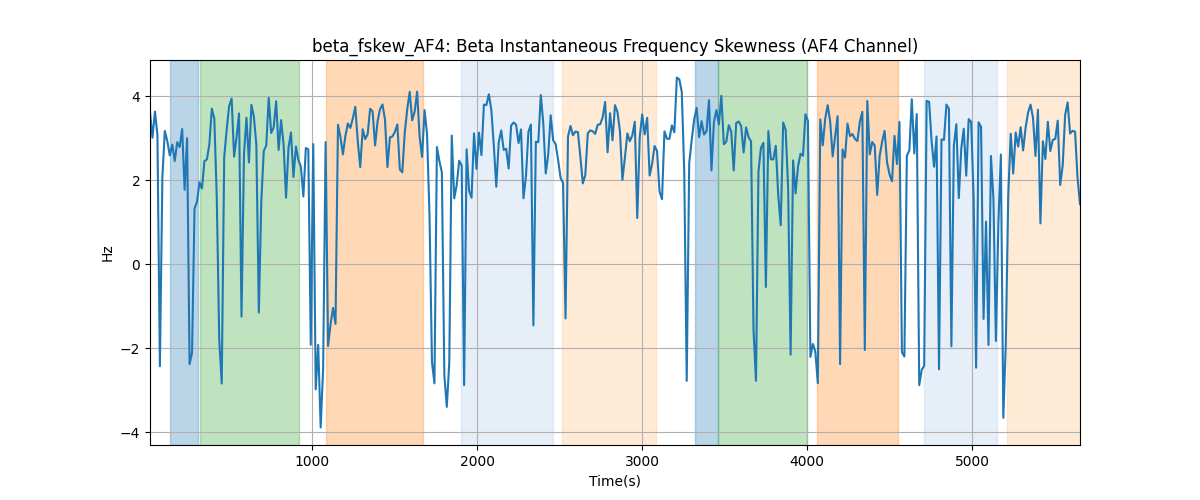 beta_fskew_AF4: Beta Instantaneous Frequency Skewness (AF4 Channel)
4
2
0
−2
−4
Hz
1000 2000 3000 4000 5000
Time(s)